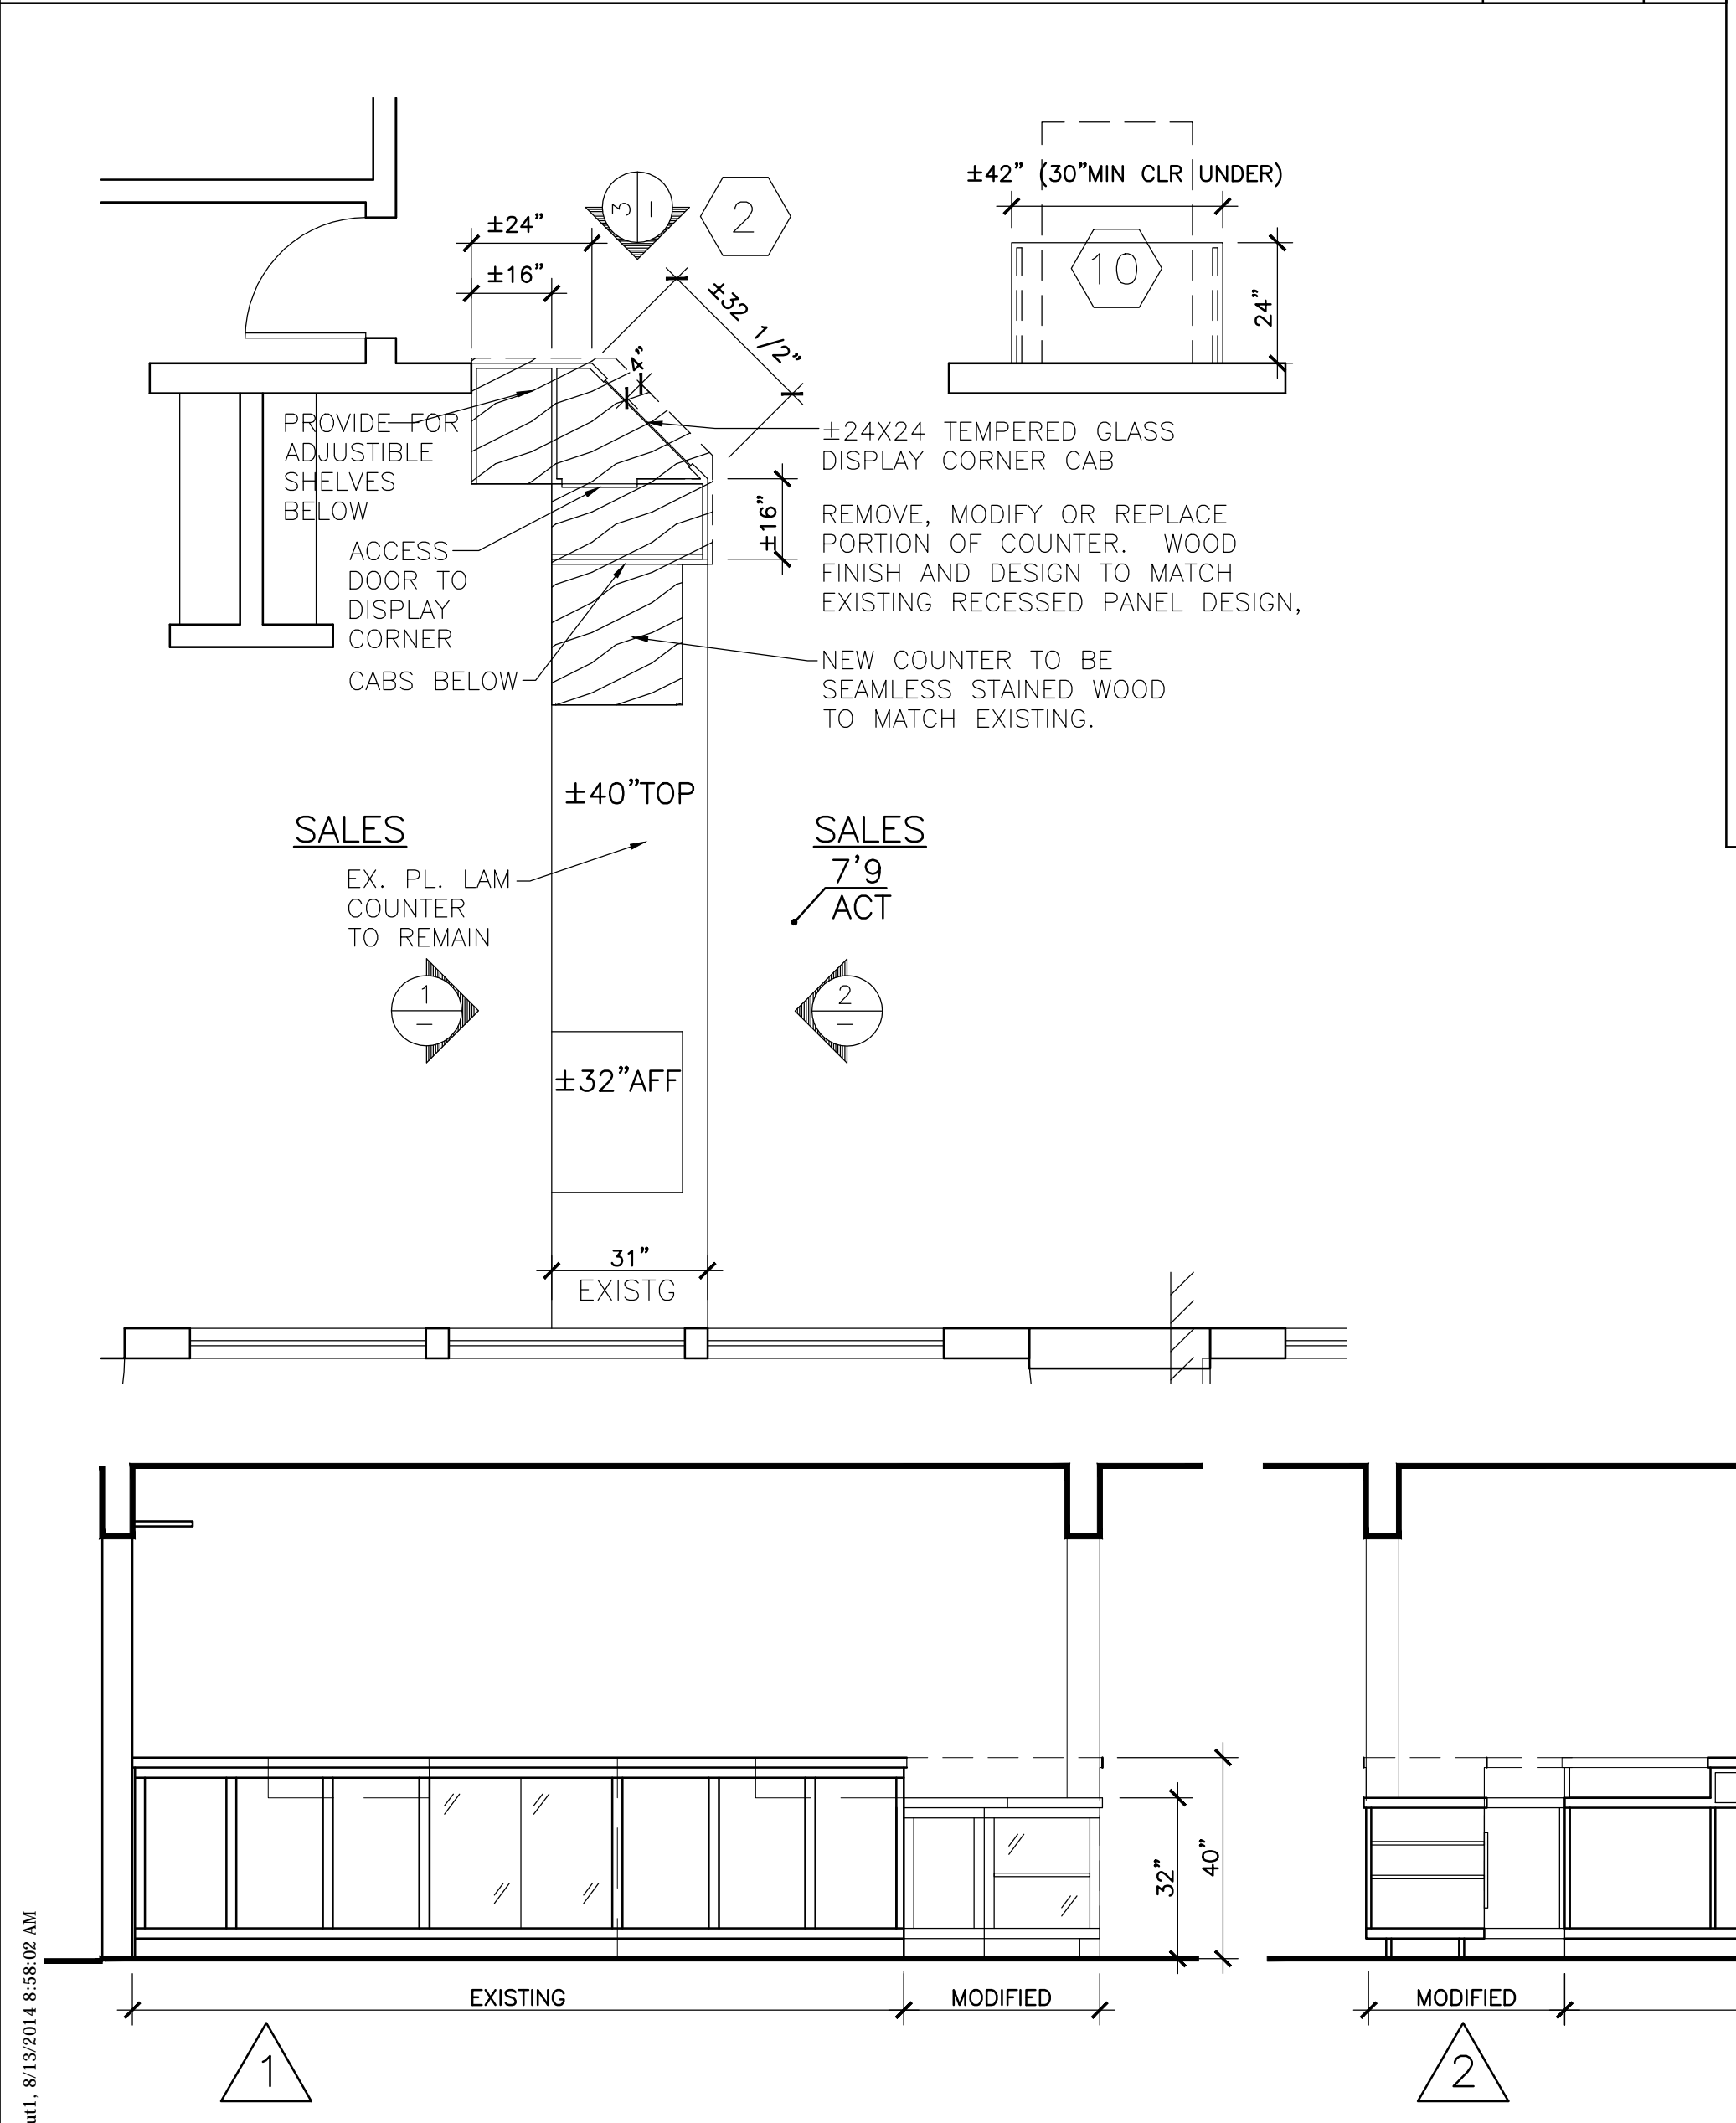 ±42” (30”MIN CLR UNDER)
3
–
2
±24”
±16”
10
±32 1/2”
24”
4”
PROVIDE FOR
ADJUSTIBLE
SHELVES
BELOW
±24X24 TEMPERED GLASS
DISPLAY CORNER CAB
±16”
REMOVE, MODIFY OR REPLACE
PORTION OF COUNTER. WOOD
FINISH AND DESIGN TO MATCH
EXISTING RECESSED PANEL DESIGN,
ACCESS
DOOR TO
DISPLAY
CORNER
CABS BELOW
NEW COUNTER TO BE
SEAMLESS STAINED WOOD
TO MATCH EXISTING.
±40”TOP
SALES
SALES
7’9
ACT
EX. PL. LAM
COUNTER
TO REMAIN
1
–
2
–
±32”AFF
31”
EXISTG
32”
40”
EXISTING
MODIFIED
MODIFIED
1
2
ut1, 8/13/2014 8:58:02 AM